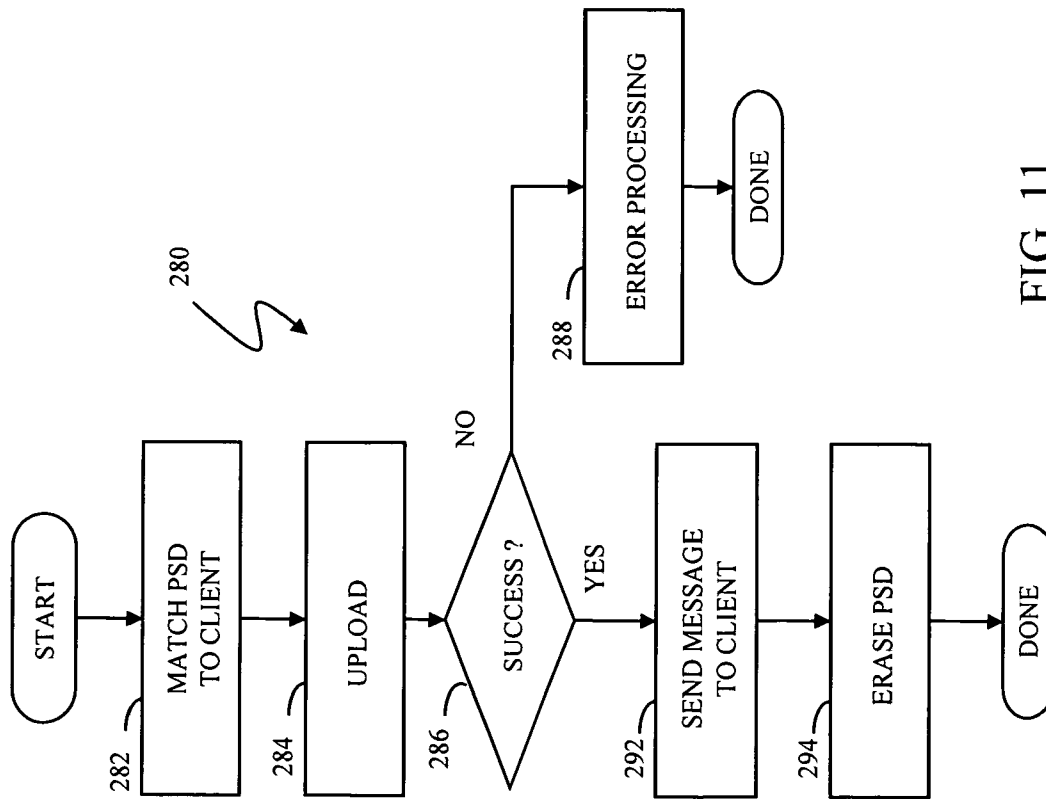 280
START
282
MATCH PSD
TO CLIENT
284
UPLOAD
286
SUCCESS ?
NO
YES
288
ERROR PROCESSING
DONE
292
SEND MESSAGE
TO CLIENT
294
ERASE PSD
DONE
FIG. 11